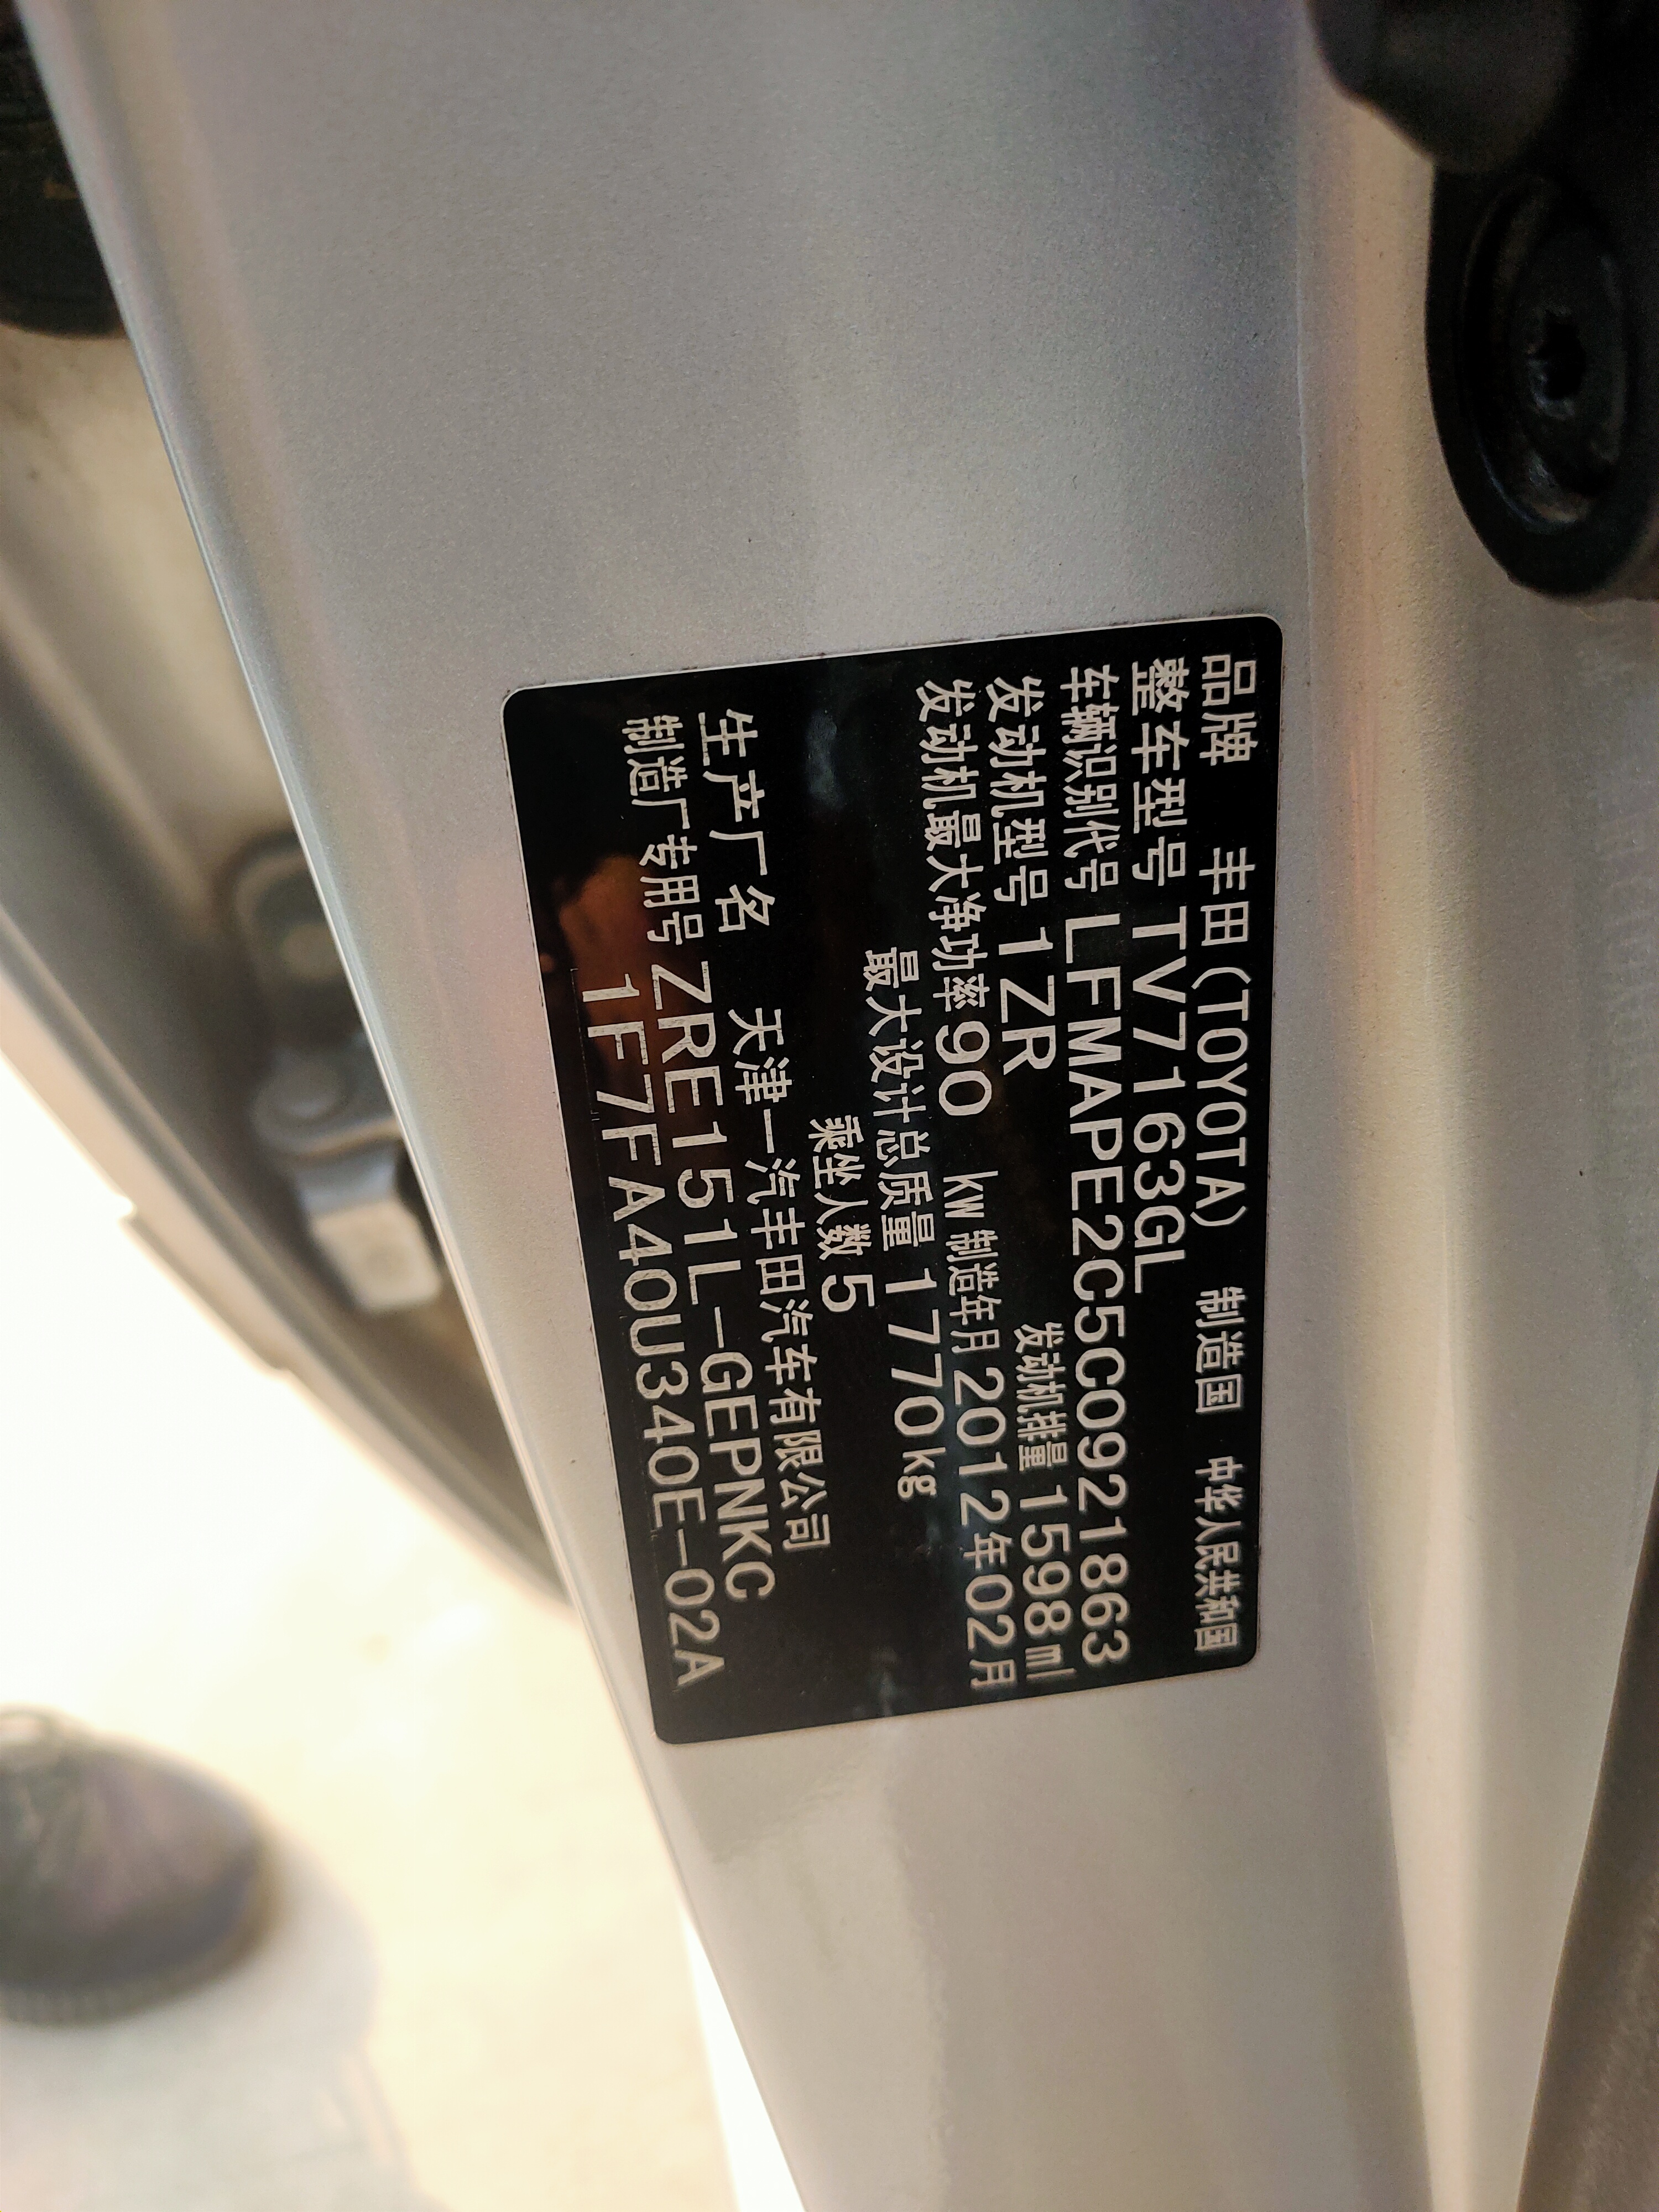 品牌 丰田(TOYOTA) 制造国 中华人民共和国
整车型号 TV7163GL
车辆识别代号 LFMAPE2C5C0921863
发动机型号 1ZR 发动机排量 1598ml
发动机最大净功率 90 kW 制造年月 2012年02月
最大设计总质量 1770kg
乘坐人数 5
生产厂名 天津一汽丰田汽车有限公司
制造厂专用号 ZRE151L-GEPNKC
1F7FA40U340E-02A